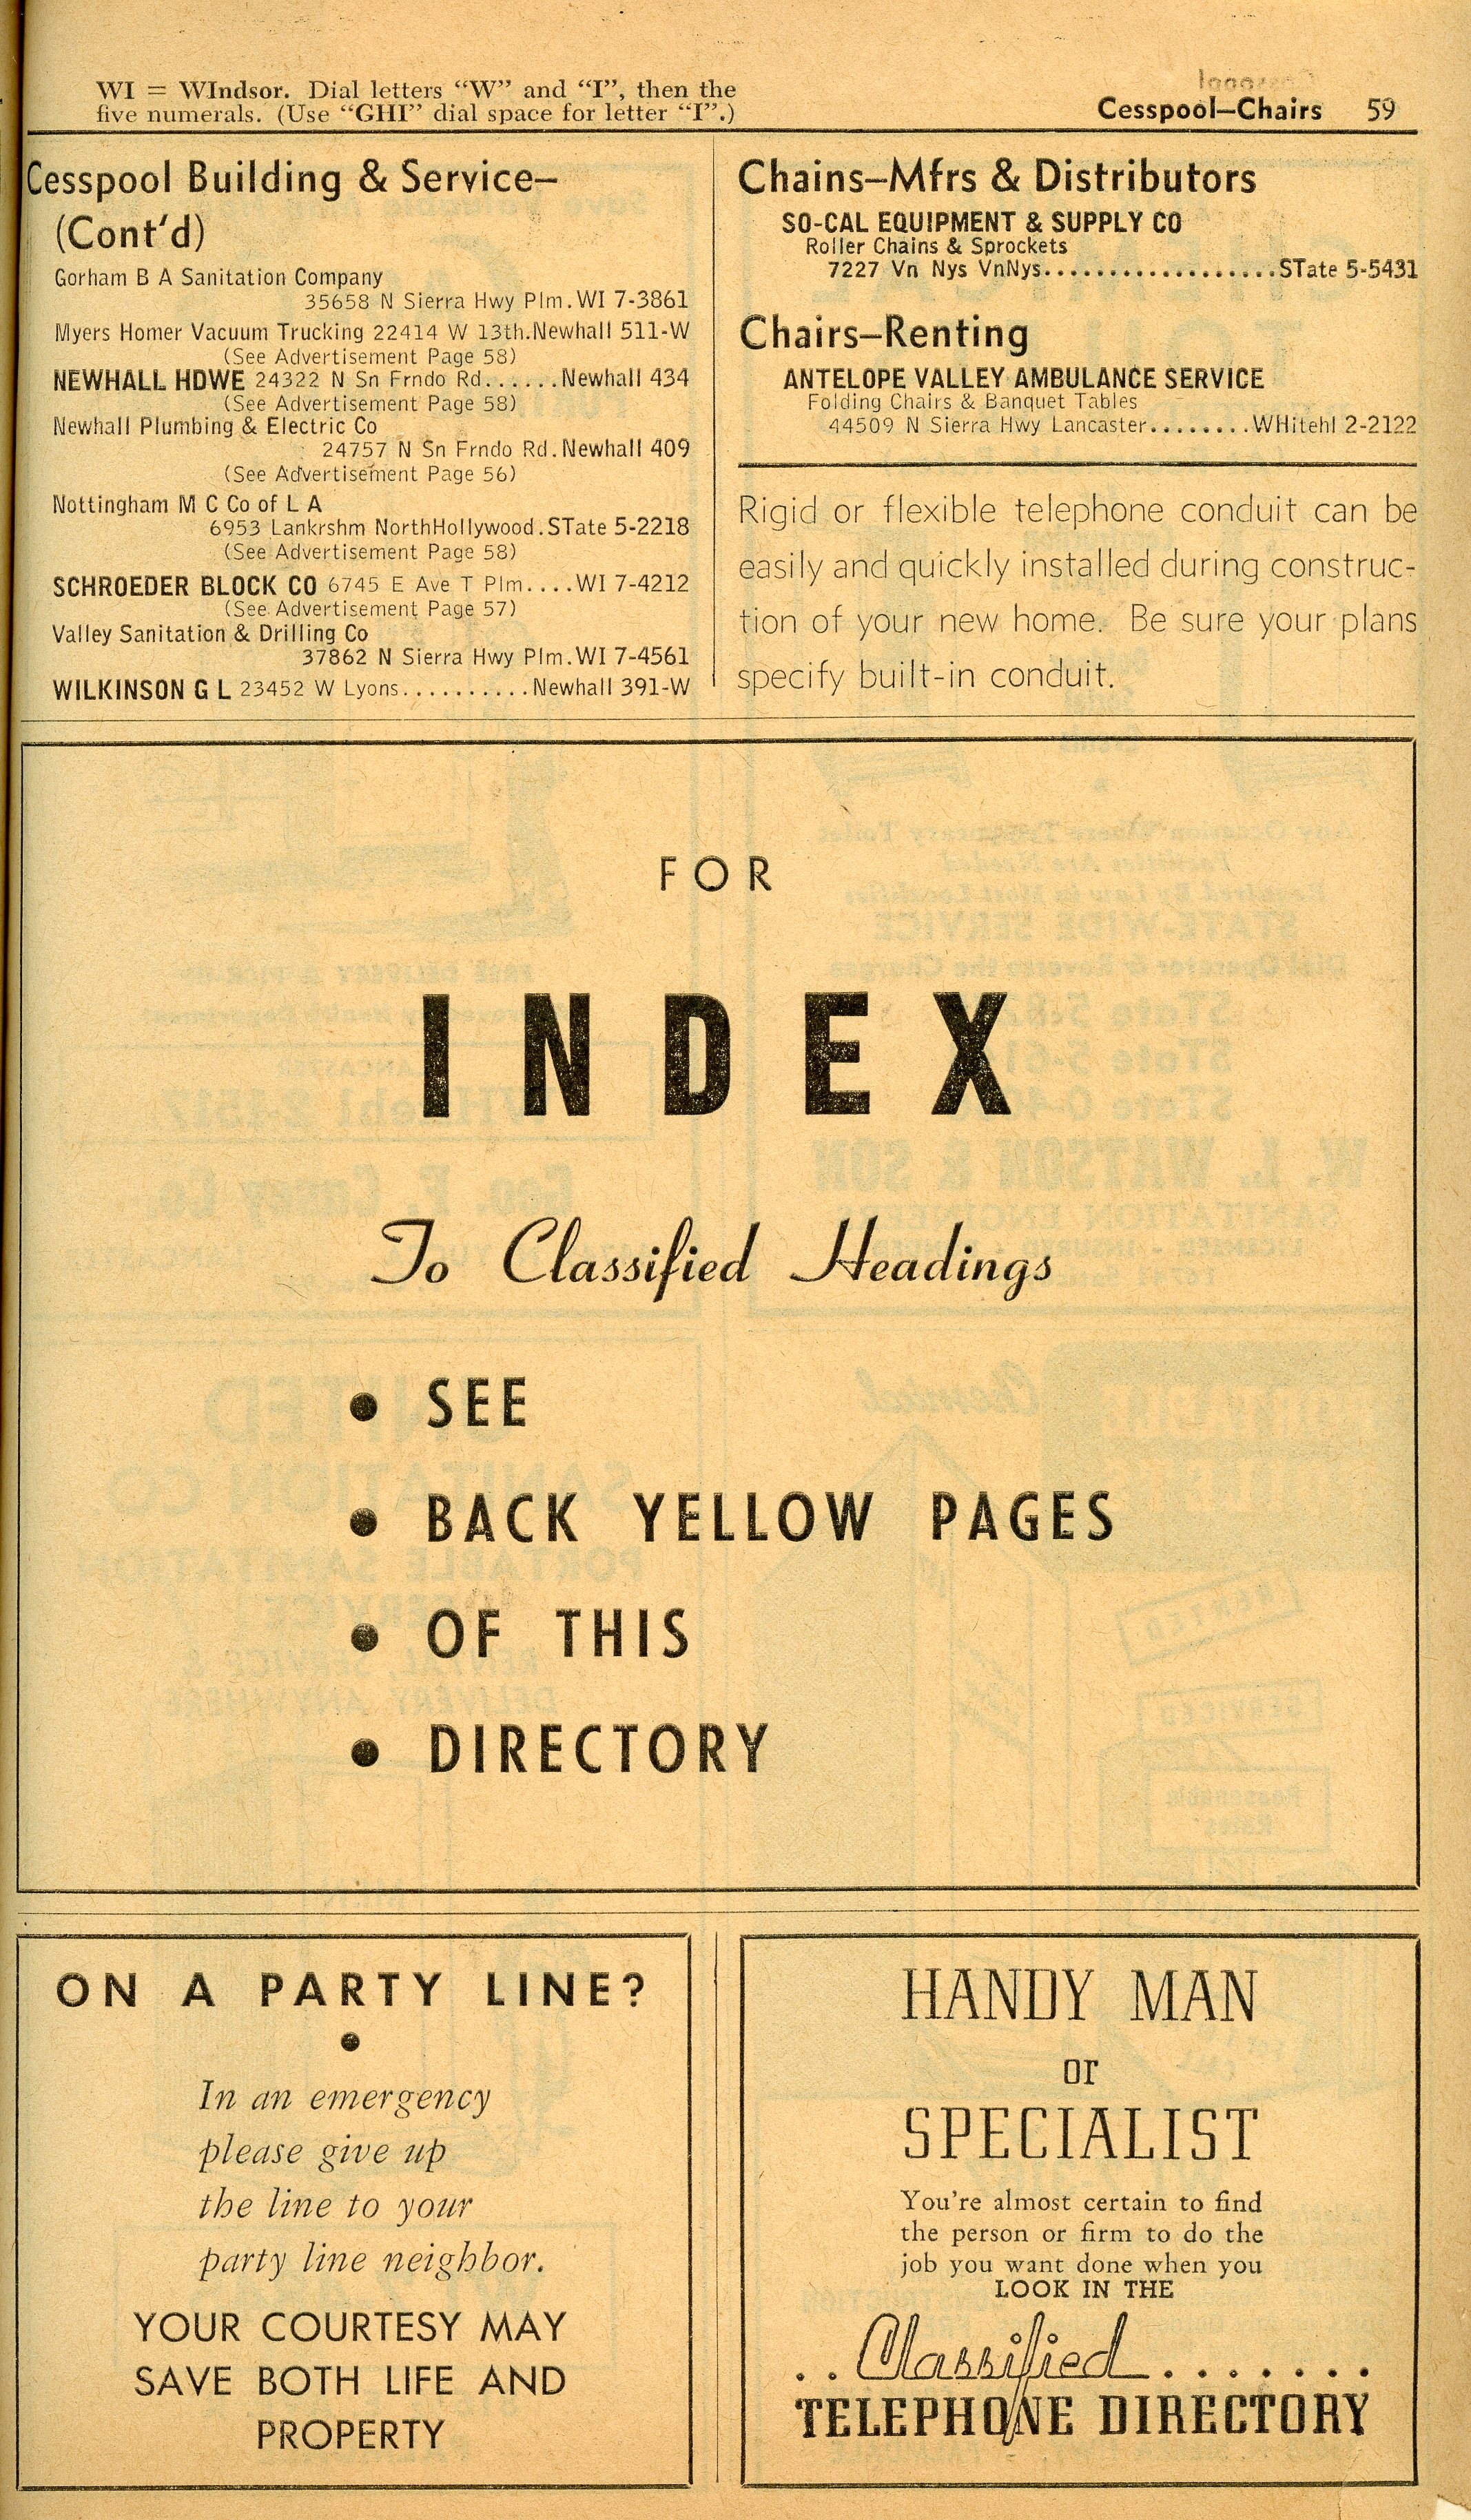 WI = WIndsor. Dial letters "W" and "I", then the
five numerals. (Use "GHI" dial space for letter "I".)
Cesspool—Chairs 59
Cesspool Building & Service—
(Cont'd)
Gorham B A Sanitation Company
35658 N Sierra Hwy Plm.WI 7-3861
Myers Homer Vacuum Trucking 22414 W 13th.Newhall 511-W
(See Advertisement Page 58)
NEWHALL HDWE 24322 N Sn Frndo Rd......Newhall 434
(See Advertisement Page 58)
Newhall Plumbing & Electric Co
24757 N Sn Frndo Rd.Newhall 409
(See Advertisement Page 56)
Nottingham M C Co of L A
6953 Lankrshm NorthHollywood.STate 5-2218
(See Advertisement Page 58)
SCHROEDER BLOCK CO 6745 E Ave T Plm....WI 7-4212
(See Advertisement Page 57)
Valley Sanitation & Drilling Co
37862 N Sierra Hwy Plm.WI 7-4561
WILKINSON G L 23452 W Lyons..........Newhall 391-W
Chains—Mfrs & Distributors
SO-CAL EQUIPMENT & SUPPLY CO
Roller Chains & Sprockets
7227 Vn Nys VnNys..................STate 5-5431
Chairs—Renting
ANTELOPE VALLEY AMBULANCE SERVICE
Folding Chairs & Banquet Tables
44509 N Sierra Hwy Lancaster........WHitehl 2-2122
Rigid or flexible telephone conduit can be
easily and quickly installed during construc-
tion of your new home. Be sure your plans
specify built-in conduit.
FOR
INDEX
To Classified Headings
• SEE
• BACK YELLOW PAGES
• OF THIS
• DIRECTORY
ON A PARTY LINE?
•
In an emergency
please give up
the line to your
party line neighbor.
YOUR COURTESY MAY
SAVE BOTH LIFE AND
PROPERTY
HANDY MAN
or
SPECIALIST
You're almost certain to find
the person or firm to do the
job you want done when you
LOOK IN THE
..Classified.......
TELEPHONE DIRECTORY